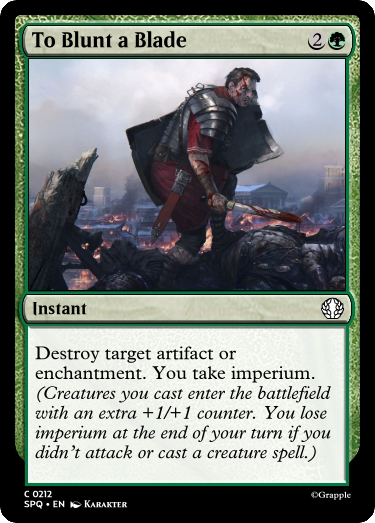 To Blunt a Blade 2
Instant
Destroy target artifact or
enchantment. You take imperium.
(Creatures you cast enter the battlefield
with an extra +1/+1 counter. You lose
imperium at the end of your turn if you
didn't attack or cast a creature spell.)
C 0212
SPQ • EN KARAKTER
©Grapple